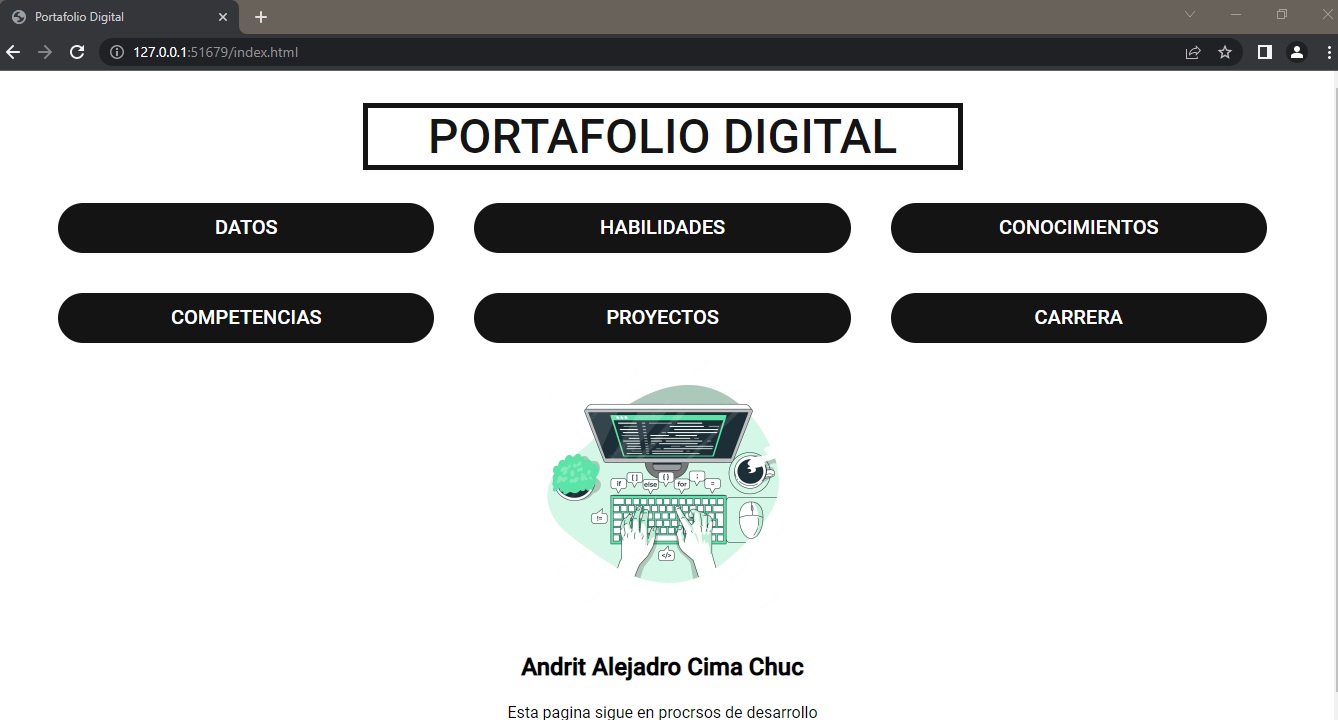 Portafolio Digital
127.0.0.1:51679/index.html
PORTAFOLIO DIGITAL
DATOS
HABILIDADES
CONOCIMIENTOS
COMPETENCIAS
PROYECTOS
CARRERA
if
[ ]
else
{ }
for
;
=
!=
</>
Andrit Alejadro Cima Chuc
Esta pagina sigue en procrsos de desarrollo